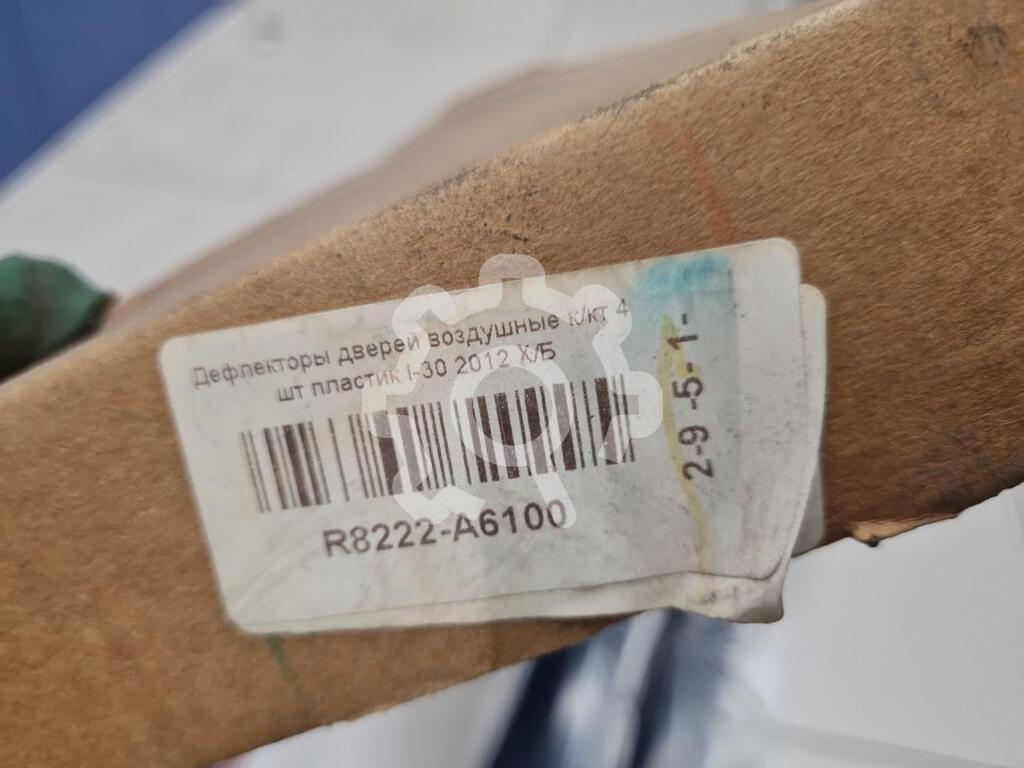 Дефлекторы дверей воздушные к/кт 4
шт пластик I-30 2012 Х/Б
R8222-A6100
2-9 -5- 1-